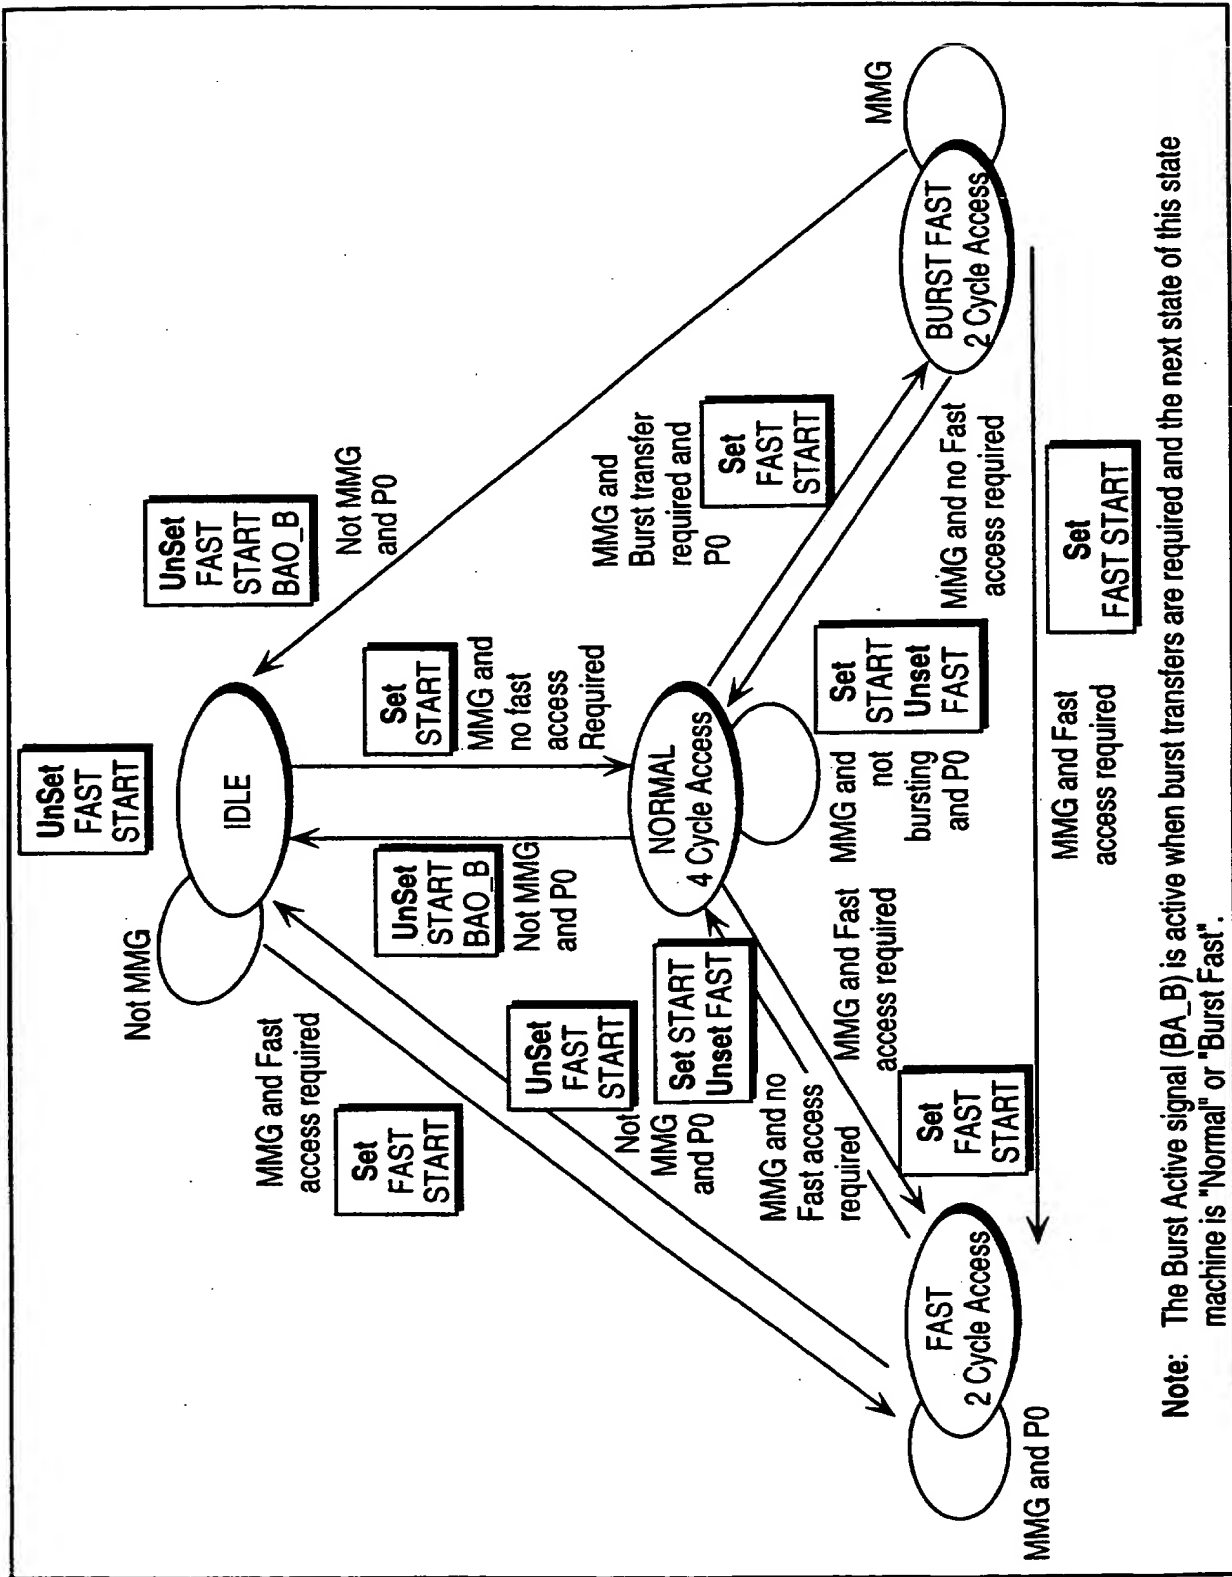 UnSet
FAST
START
Not MMG
IDLE
UnSet
FAST
START
BAO_B
Not MMG
and P0
MMG and Fast
access required
Set
FAST
START
UnSet
START
BAO_B
Not MMG
and P0
Set
START
MMG and
no fast
access
Required
UnSet
FAST
START
Not
MMG
and P0
Set START
Unset FAST
MMG and no
Fast access
required
NORMAL
4 Cycle Access
MMG and
Burst transfer
required and
P0
Set
FAST
START
MMG
MMG and Fast
access required
Set
FAST
START
MMG and
not
bursting
and P0
Set
START
Unset
FAST
MMG and no Fast
access required
BURST FAST
2 Cycle Access
FAST
2 Cycle Access
MMG and P0
MMG and Fast
access required
Set
FAST START
Note: The Burst Active signal (BA_B) is active when burst transfers are required and the next state of this state
machine is "Normal" or "Burst Fast".